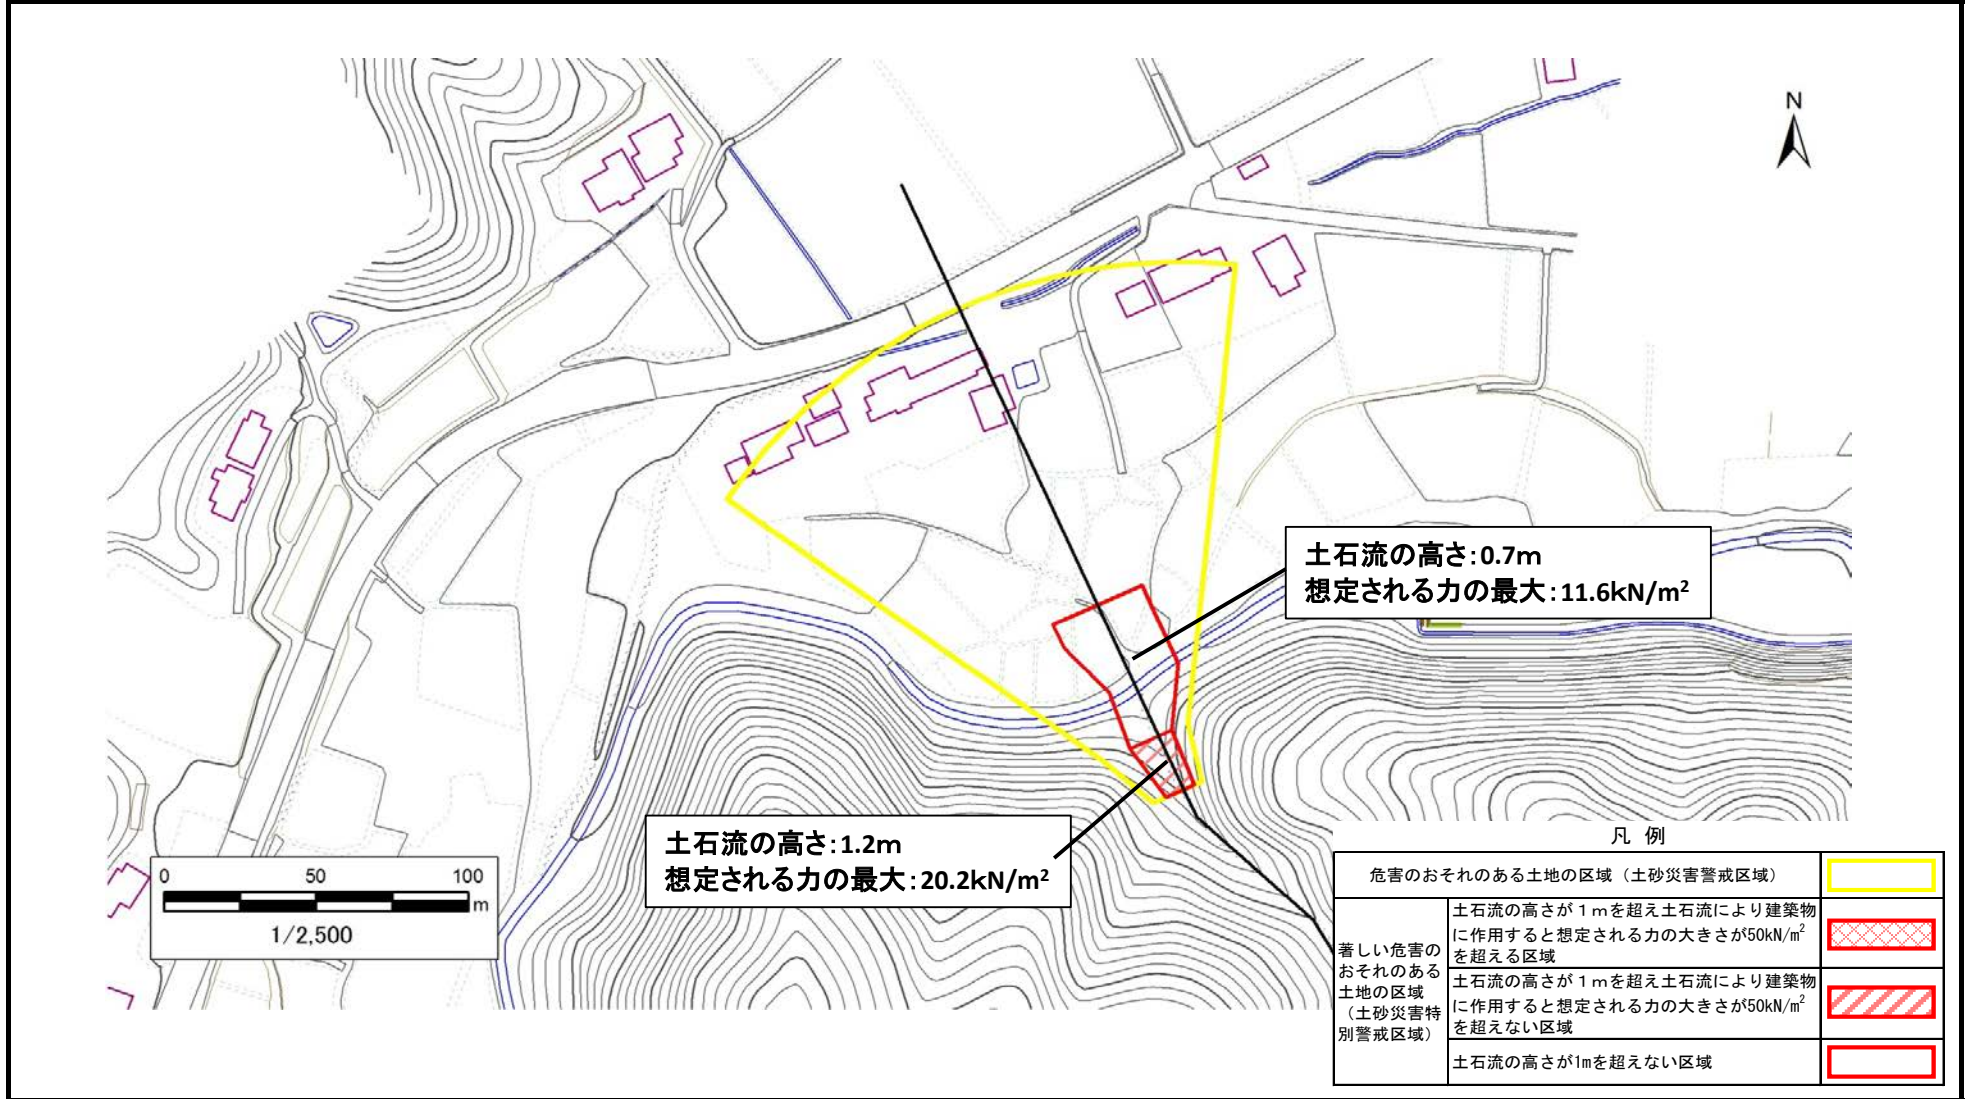 N
土石流の高さ:0.7m
想定される力の最大:11.6kN/m²
土石流の高さ:1.2m
想定される力の最大:20.2kN/m²
0 50 100
m
1/2,500
凡 例
危害のおそれのある土地の区域（土砂災害警戒区域）
著しい危害の
おそれのある
土地の区域
（土砂災害特
別警戒区域）
土石流の高さが１ｍを超え土石流により建築物
に作用すると想定される力の大きさが50kN/㎡
を超える区域
土石流の高さが１ｍを超え土石流により建築物
に作用すると想定される力の大きさが50kN/㎡
を超えない区域
土石流の高さが1mを超えない区域